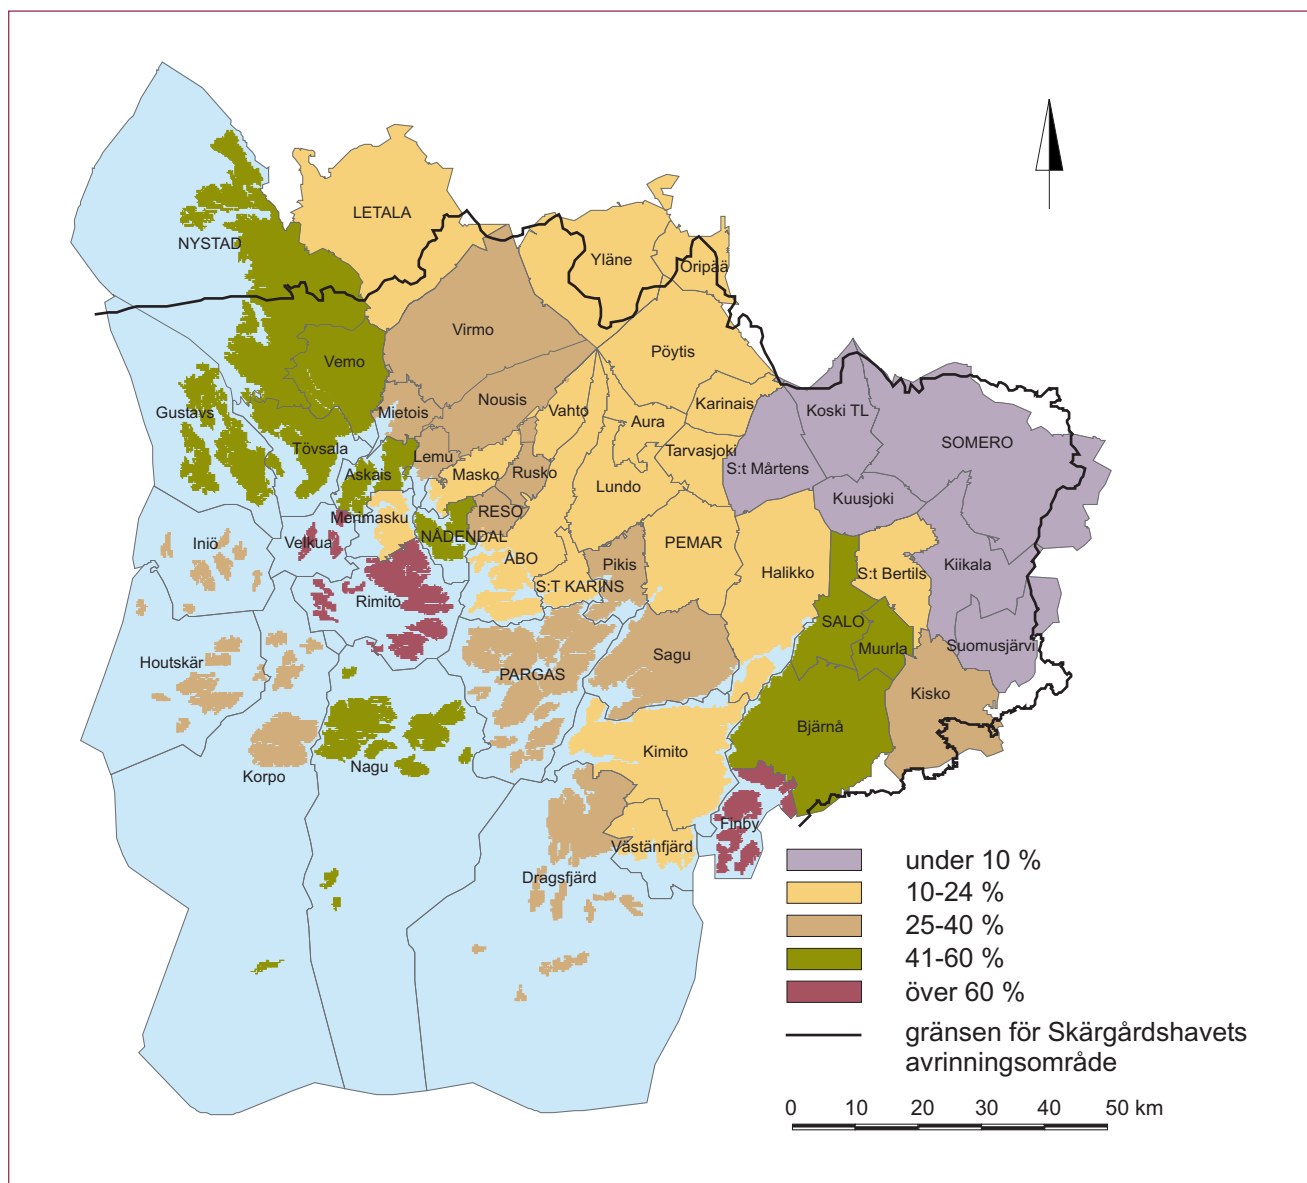 LETALA
NYSTAD
Yläne
Oripää
Virmo
Vemo
Pöytis
Gustavs
Mietois
Nousis
Vahto
Karinais
Koski TL
Aura
SOMERO
Tövsala
Lemu
Tarvasjoki
S:t Mårtens
Askais
Masko
Rusko
Lundo
Kuusjoki
Merimasku
RESO
NÅDENDAL
PEMAR
Iniö
Velkua
ÅBO
Pikis
Halikko
S:t Bertils
Kiikala
S:T KARINS
Rimito
SALO
Muurla
Suomusjärvi
Houtskär
PARGAS
Sagu
Kisko
Bjärnå
Korpo
Nagu
Kimito
Finby
Västanfjärd
Dragsfjärd
under 10 %
10-24 %
25-40 %
41-60 %
över 60 %
gränsen för Skärgårdshavets
avrinningsområde
0 10 20 30 40 50 km